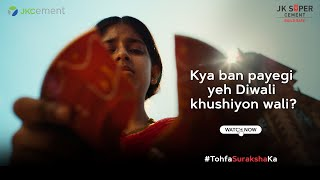 JKcement
JK SUPER
CEMENT
Kya ban payegi
yeh Diwali
khushiyon wali?
WATCH NOW
#TohfaSurakshaKa